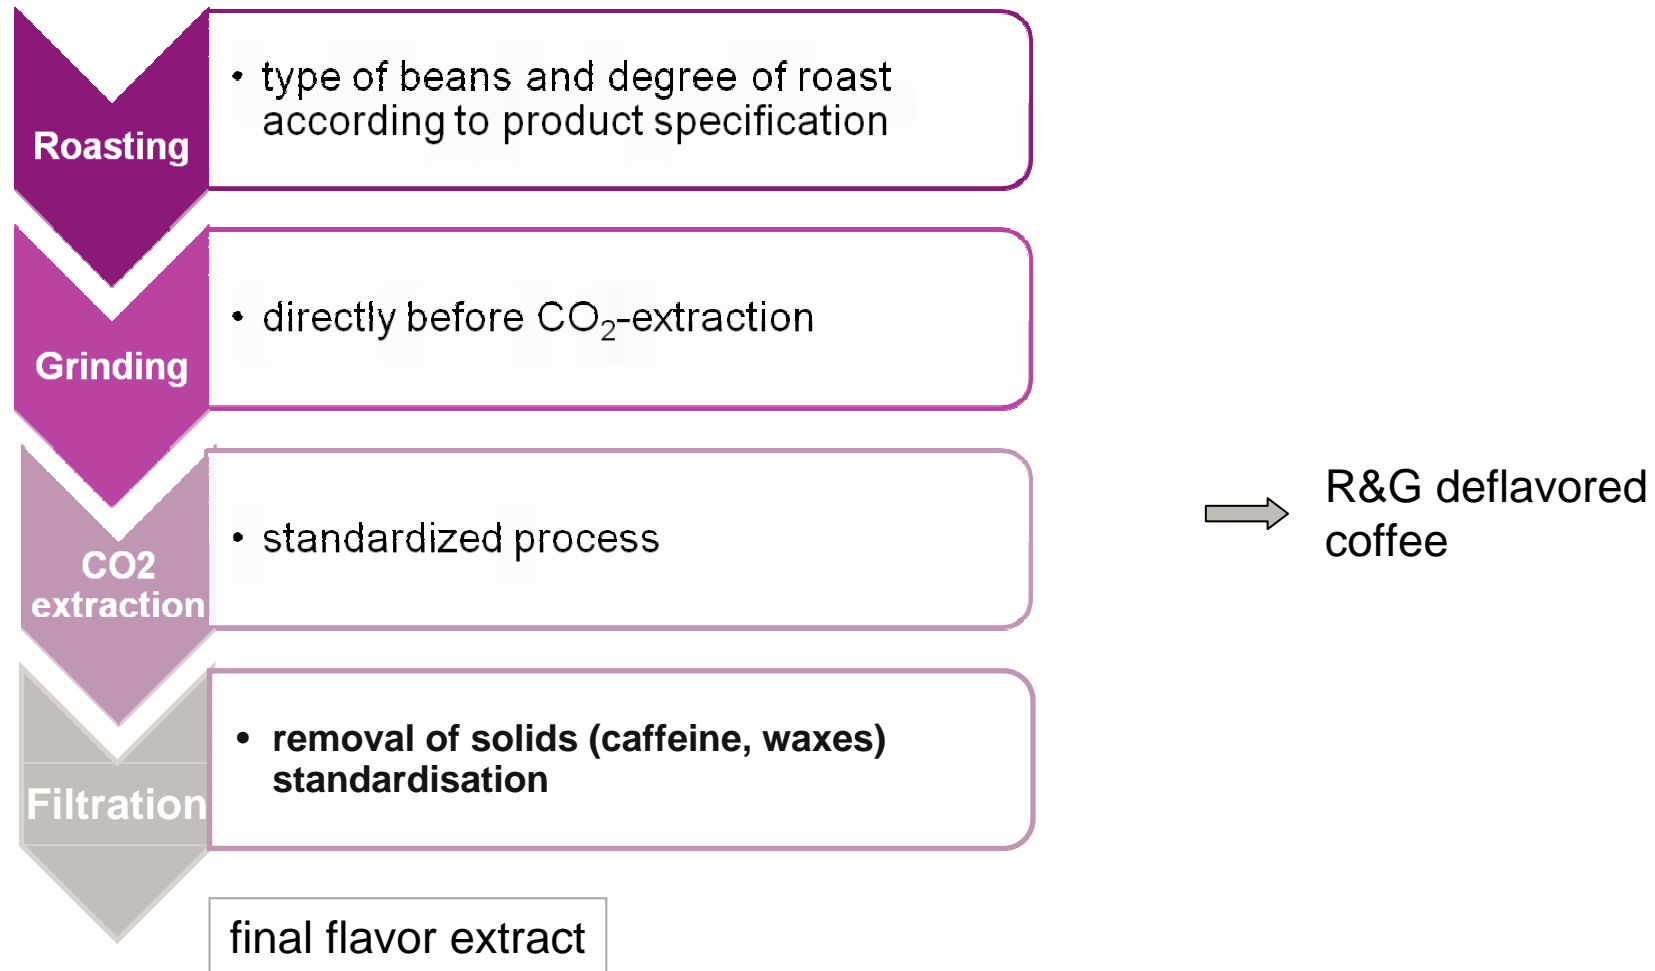 Roasting
• type of beans and degree of roast
according to product specification
Grinding
• directly before CO₂-extraction
CO2
extraction
• standardized process
R&G deflavored
coffee
Filtration
• removal of solids (caffeine, waxes)
standardisation
final flavor extract